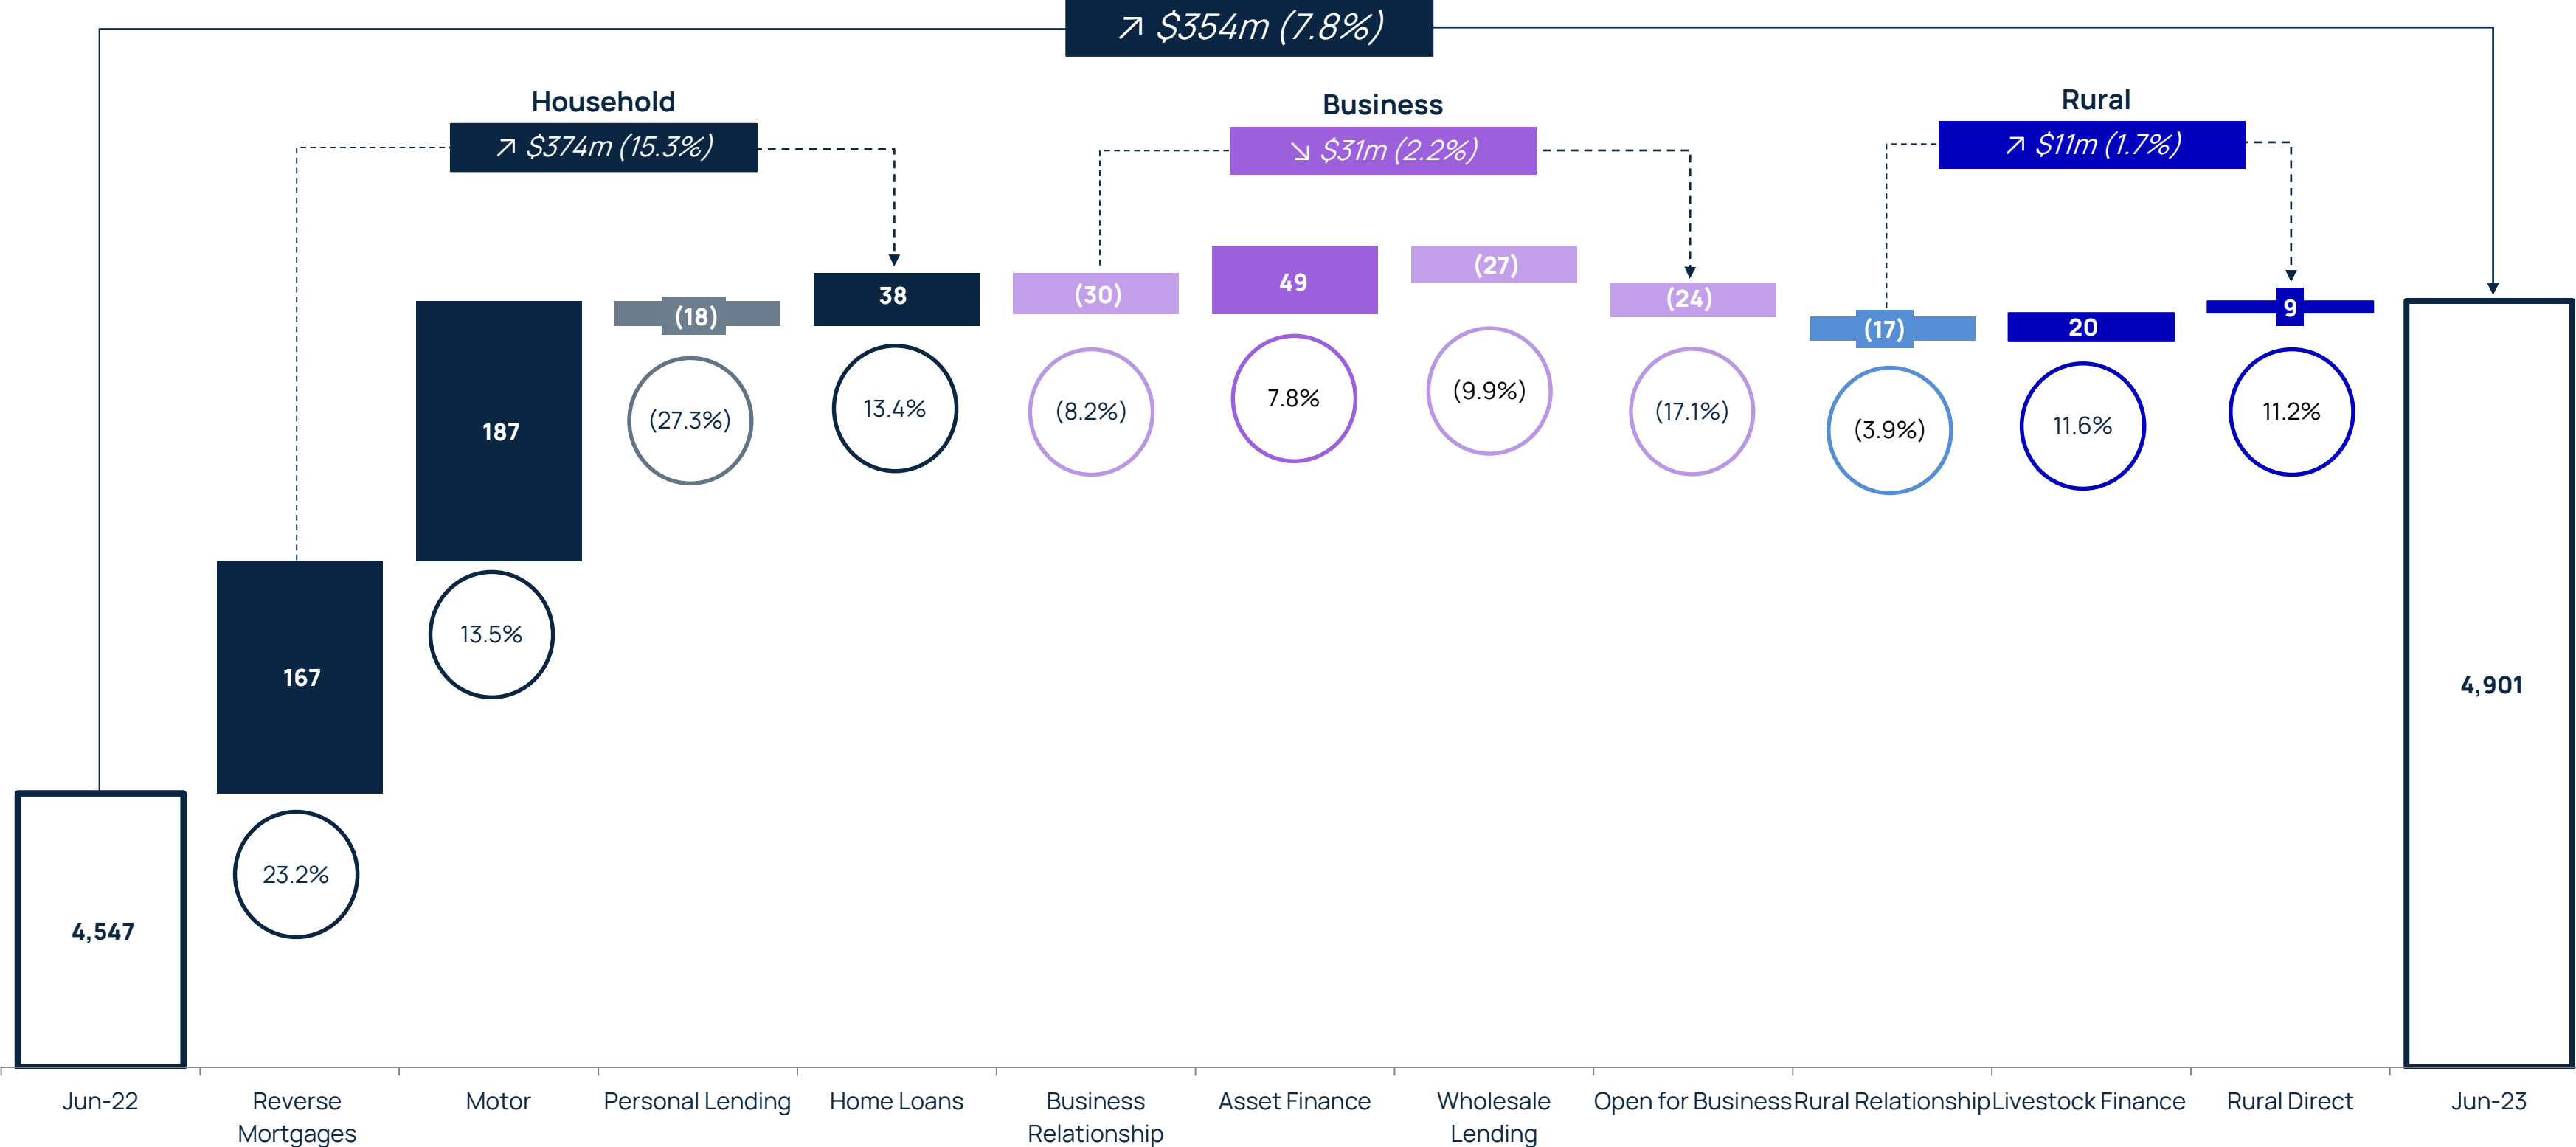 ↗ $354m (7.8%)
Household
↗ $374m (15.3%)
Business
↘ $31m (2.2%)
Rural
↗ $11m (1.7%)
4,547
167
23.2%
187
13.5%
(18)
(27.3%)
38
13.4%
(30)
(8.2%)
49
7.8%
(27)
(9.9%)
(24)
(17.1%)
(17)
(3.9%)
20
11.6%
9
11.2%
4,901
Jun-22
Reverse
Mortgages
Motor
Personal Lending
Home Loans
Business
Relationship
Asset Finance
Wholesale
Lending
Open for Business
Rural Relationship
Livestock Finance
Rural Direct
Jun-23